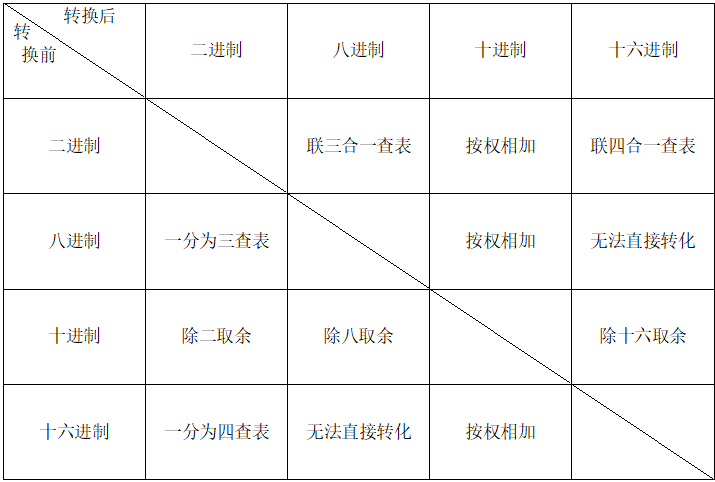 转换后
转
换前
二进制
八进制
十进制
十六进制
二进制
联三合一查表
按权相加
联四合一查表
八进制
一分为三查表
按权相加
无法直接转化
十进制
除二取余
除八取余
除十六取余
十六进制
一分为四查表
无法直接转化
按权相加